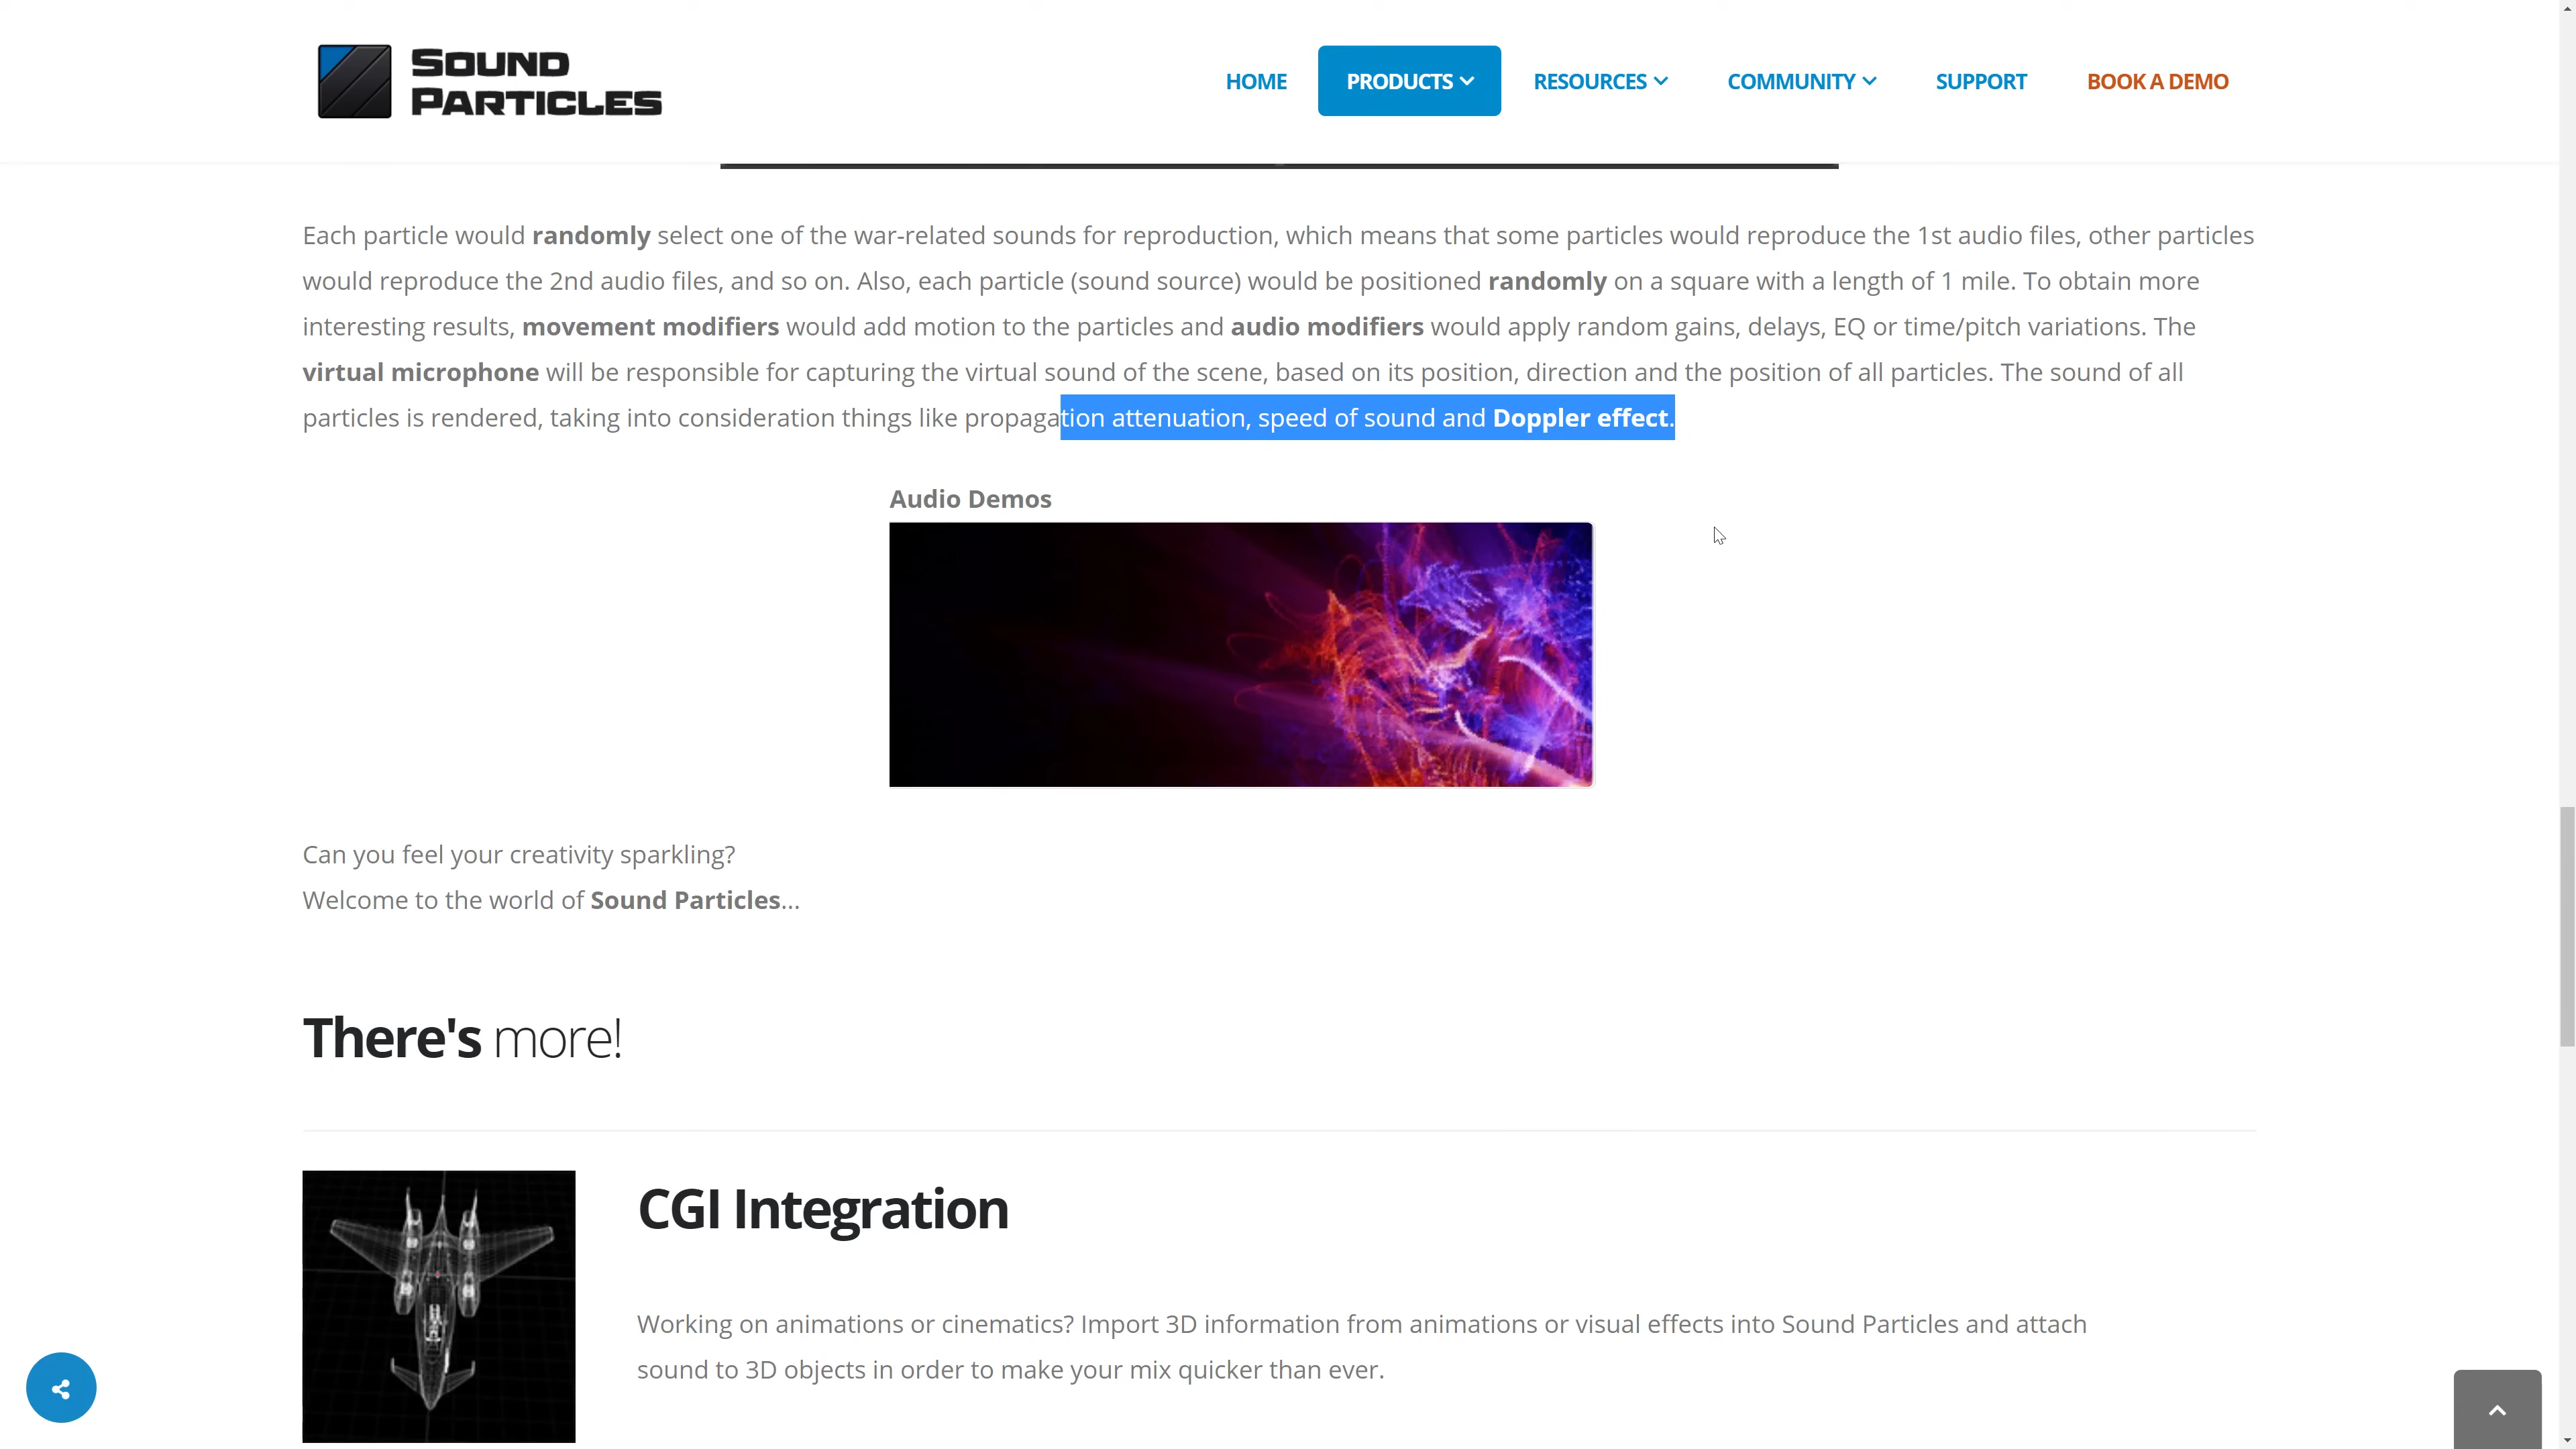 SOUND
PARTICLES
HOME PRODUCTS RESOURCES COMMUNITY SUPPORT BOOK A DEMO
Each particle would randomly select one of the war-related sounds for reproduction, which means that some particles would reproduce the 1st audio files, other particles
would reproduce the 2nd audio files, and so on. Also, each particle (sound source) would be positioned randomly on a square with a length of 1 mile. To obtain more
interesting results, movement modifiers would add motion to the particles and audio modifiers would apply random gains, delays, EQ or time/pitch variations. The
virtual microphone will be responsible for capturing the virtual sound of the scene, based on its position, direction and the position of all particles. The sound of all
particles is rendered, taking into consideration things like propagation attenuation, speed of sound and Doppler effect.
Audio Demos
Can you feel your creativity sparkling?
Welcome to the world of Sound Particles...
There's more!
CGI Integration
Working on animations or cinematics? Import 3D information from animations or visual effects into Sound Particles and attach
sound to 3D objects in order to make your mix quicker than ever.